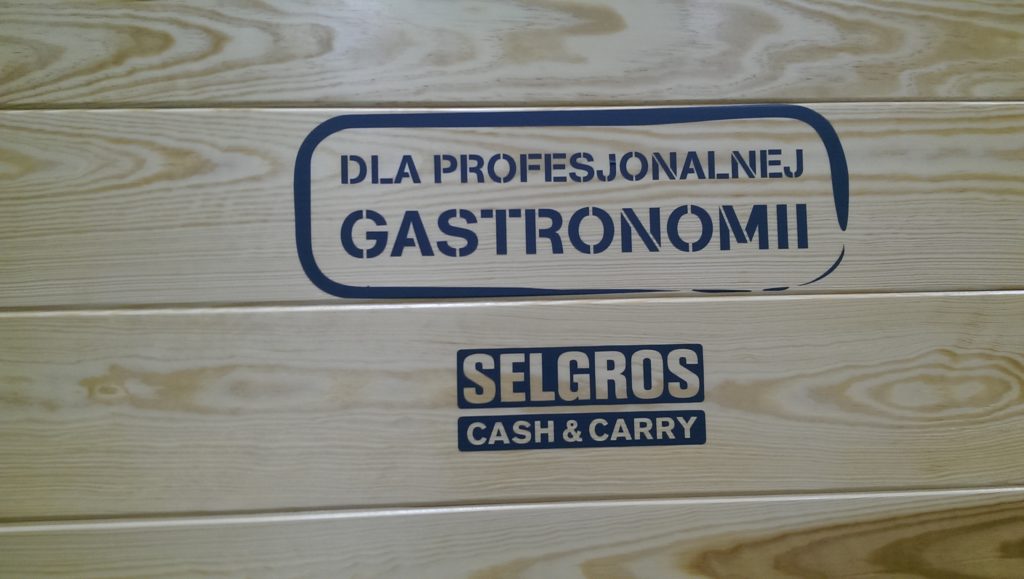 DLA PROFESJONALNEJ
GASTRONOMII
SELGROS
CASH & CARRY